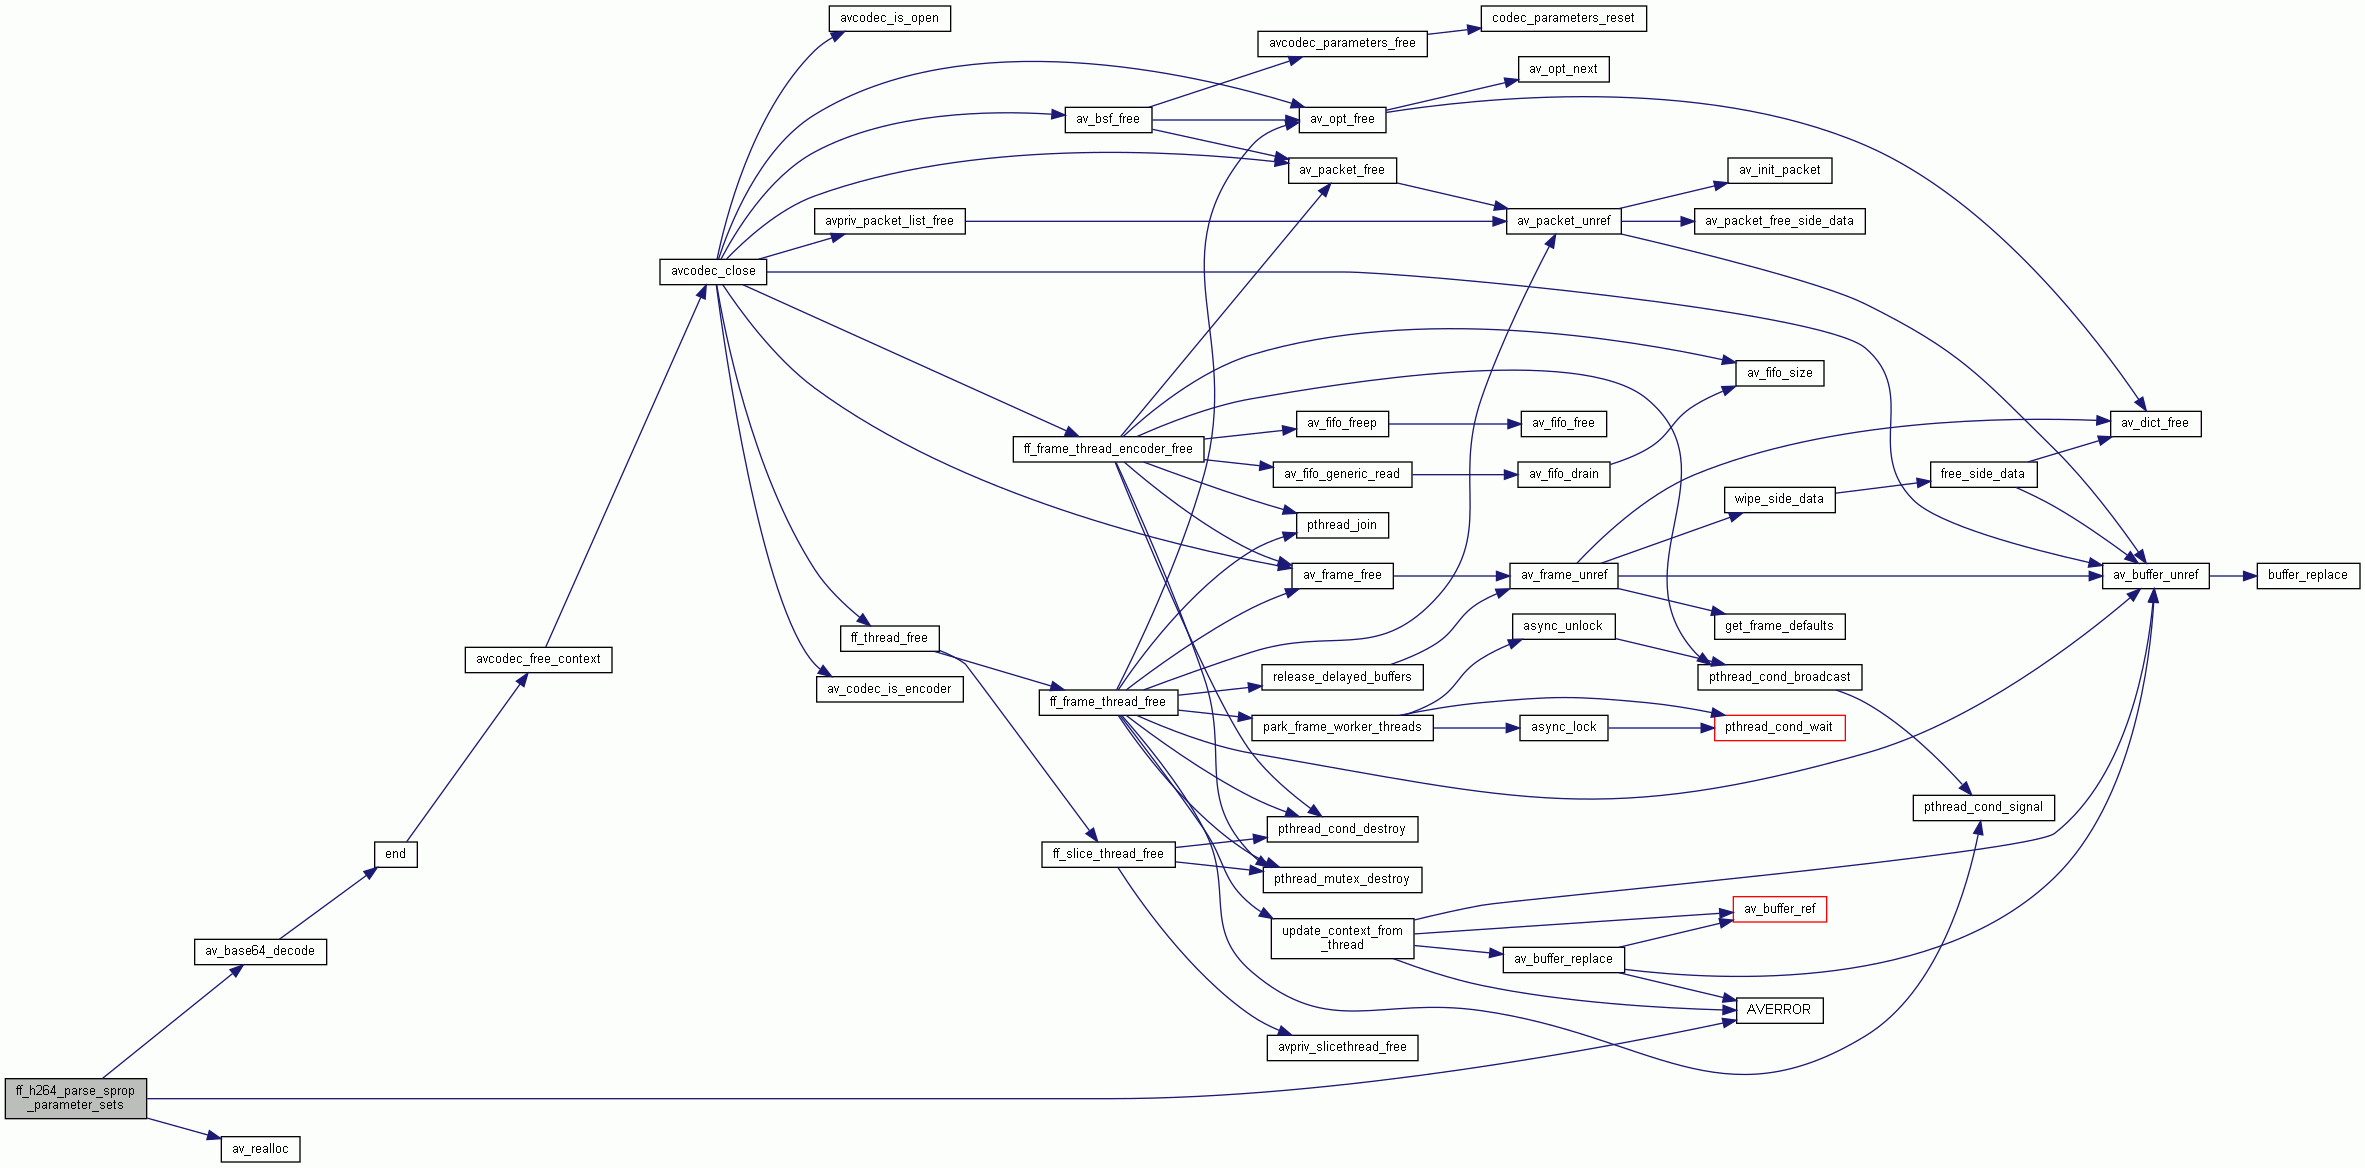 avcodec_is_open
codec_parameters_reset
avcodec_parameters_free
av_opt_next
av_bsf_free
av_opt_free
av_packet_free
av_init_packet
avpriv_packet_list_free
av_packet_unref
av_packet_free_side_data
avcodec_close
av_fifo_size
av_fifo_freep
av_fifo_free
av_dict_free
ff_frame_thread_encoder_free
av_fifo_generic_read
av_fifo_drain
free_side_data
wipe_side_data
pthread_join
av_frame_free
av_frame_unref
av_buffer_unref
buffer_replace
ff_thread_free
async_unlock
get_frame_defaults
avcodec_free_context
av_codec_is_encoder
release_delayed_buffers
pthread_cond_broadcast
ff_frame_thread_free
park_frame_worker_threads
async_lock
pthread_cond_wait
pthread_cond_signal
pthread_cond_destroy
end
ff_slice_thread_free
pthread_mutex_destroy
av_buffer_ref
update_context_from
_thread
av_base64_decode
av_buffer_replace
AVERROR
avpriv_slicethread_free
ff_h264_parse_sprop
_parameter_sets
av_realloc